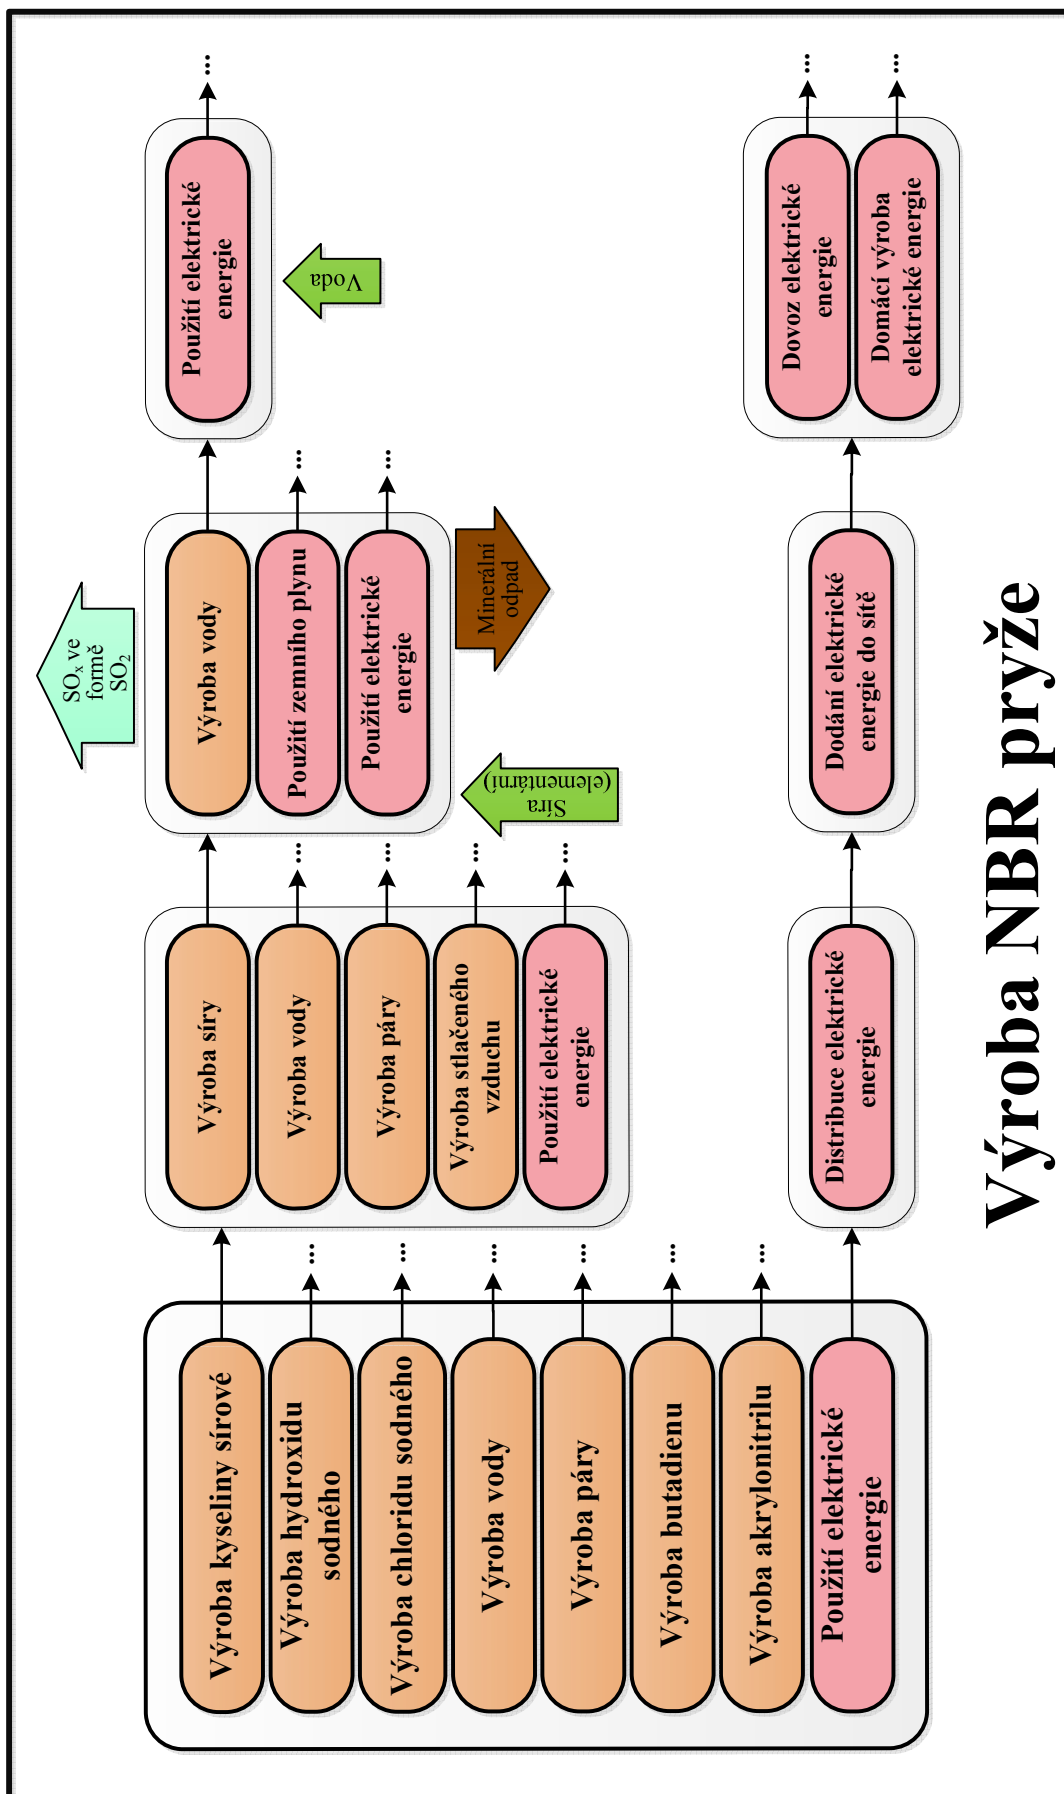 Výroba kyseliny sírové
Výroba hydroxidu
sodného
Výroba chloridu sodného
Výroba vody
Výroba páry
Výroba butadienu
Výroba akrylonitrilu
Použití elektrické
energie
...
...
...
...
...
...
Výroba síry
Výroba vody
Výroba páry
Výroba stlačeného
vzduchu
Použití elektrické
energie
...
...
...
...
SOₓ ve
formě
SO₂
Výroba vody
Použití zemního plynu
Použití elektrické
energie
...
...
Síra
(elementární)
Minerální
odpad
Použití elektrické
energie
...
Voda
Distribuce elektrické
energie
Dodání elektrické
energie do sítě
Dovoz elektrické
energie
...
Domácí výroba
elektrické energie
...
Výroba NBR pryže